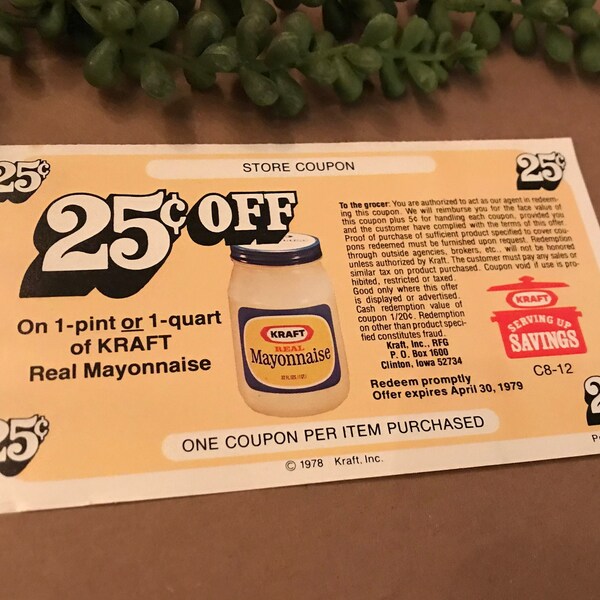 STORE COUPON
25¢
25¢
25¢ OFF
On 1-pint or 1-quart
of KRAFT
Real Mayonnaise
KRAFT
REAL
Mayonnaise
To the grocer: You are authorized to act as our agent in redeem-
ing this coupon. We will reimburse you for the face value of
this coupon plus 5¢ for handling each coupon, provided you
and the customer have complied with the terms of this offer.
Proof of purchase of sufficient product specified to cover cou-
pons redeemed must be furnished upon request. Redemption
through outside agencies, brokers, etc., will not be honored
unless authorized by Kraft. The customer must pay any sales or
similar tax on product purchased. Coupon void if use is pro-
hibited, restricted or taxed.
Good only where this offer
is displayed or advertised.
Cash redemption value of
coupon 1/20¢. Redemption
on other than product speci-
fied constitutes fraud.
Kraft, Inc., RFG
P. O. Box 1600
Clinton, Iowa 52734
Redeem promptly
Offer expires April 30, 1979
KRAFT
SERVING UP
SAVINGS
C8-12
25¢
ONE COUPON PER ITEM PURCHASED
© 1978 Kraft, Inc.